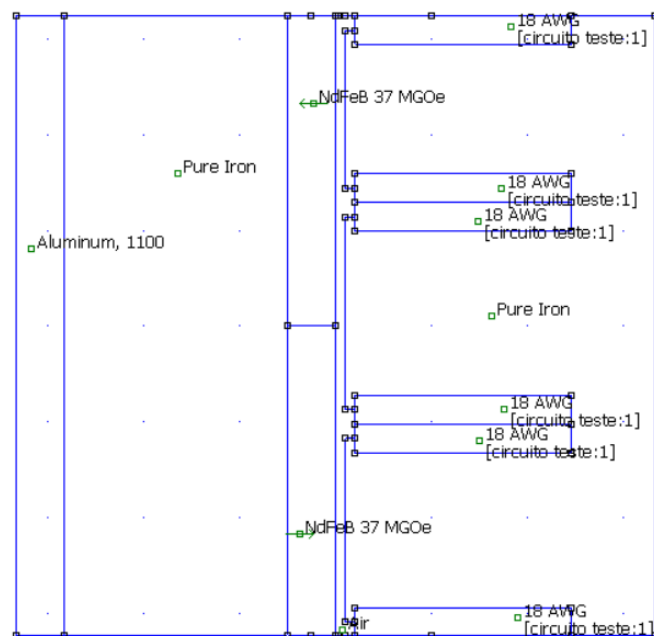 18 AWG
[circuito teste:1]
NdFeB 37 MGOe
Pure Iron
18 AWG
[circuito teste:1]
18 AWG
[circuito teste:1]
Aluminum, 1100
Pure Iron
18 AWG
[circuito teste:1]
18 AWG
[circuito teste:1]
NdFeB 37 MGOe
18 AWG
Air
[circuito teste:1]